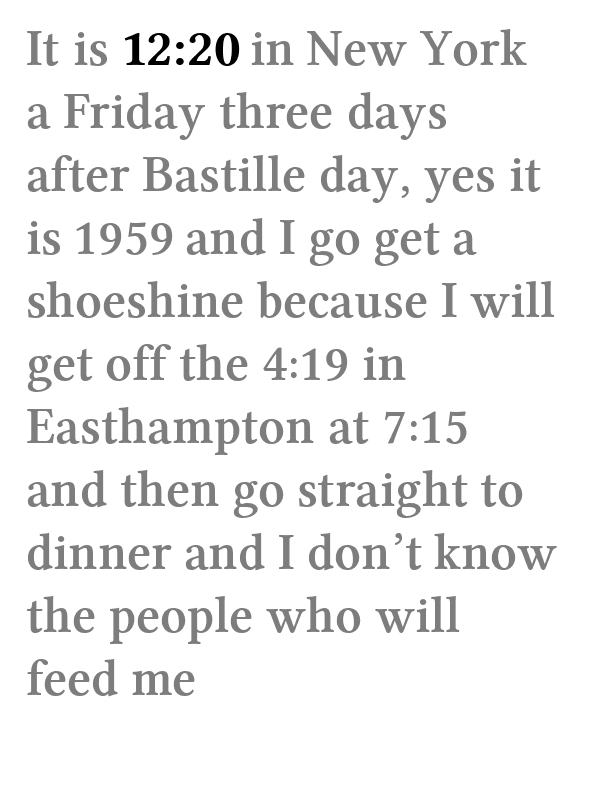 It is 12:20 in New York
a Friday three days
after Bastille day, yes it
is 1959 and I go get a
shoeshine because I will
get off the 4:19 in
Easthampton at 7:15
and then go straight to
dinner and I don’t know
the people who will
feed me